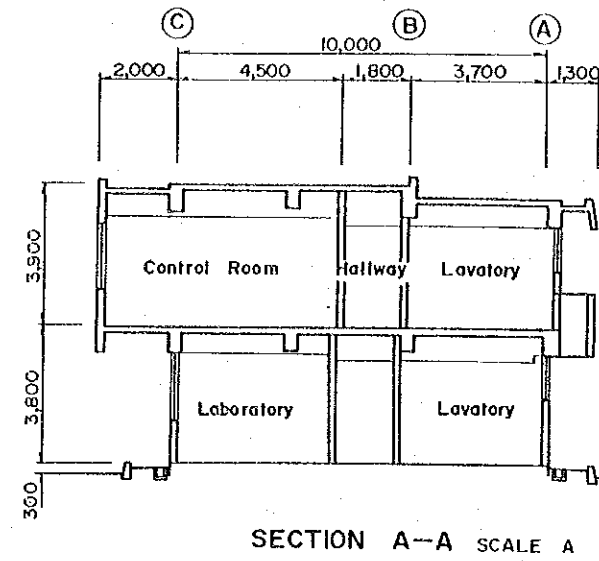 C B A
10,000
2,000 4,500 1,800 3,700 1,300
3,900
Control Room Hallway Lavatory
3,800
Laboratory Lavatory
300
SECTION A-A SCALE A